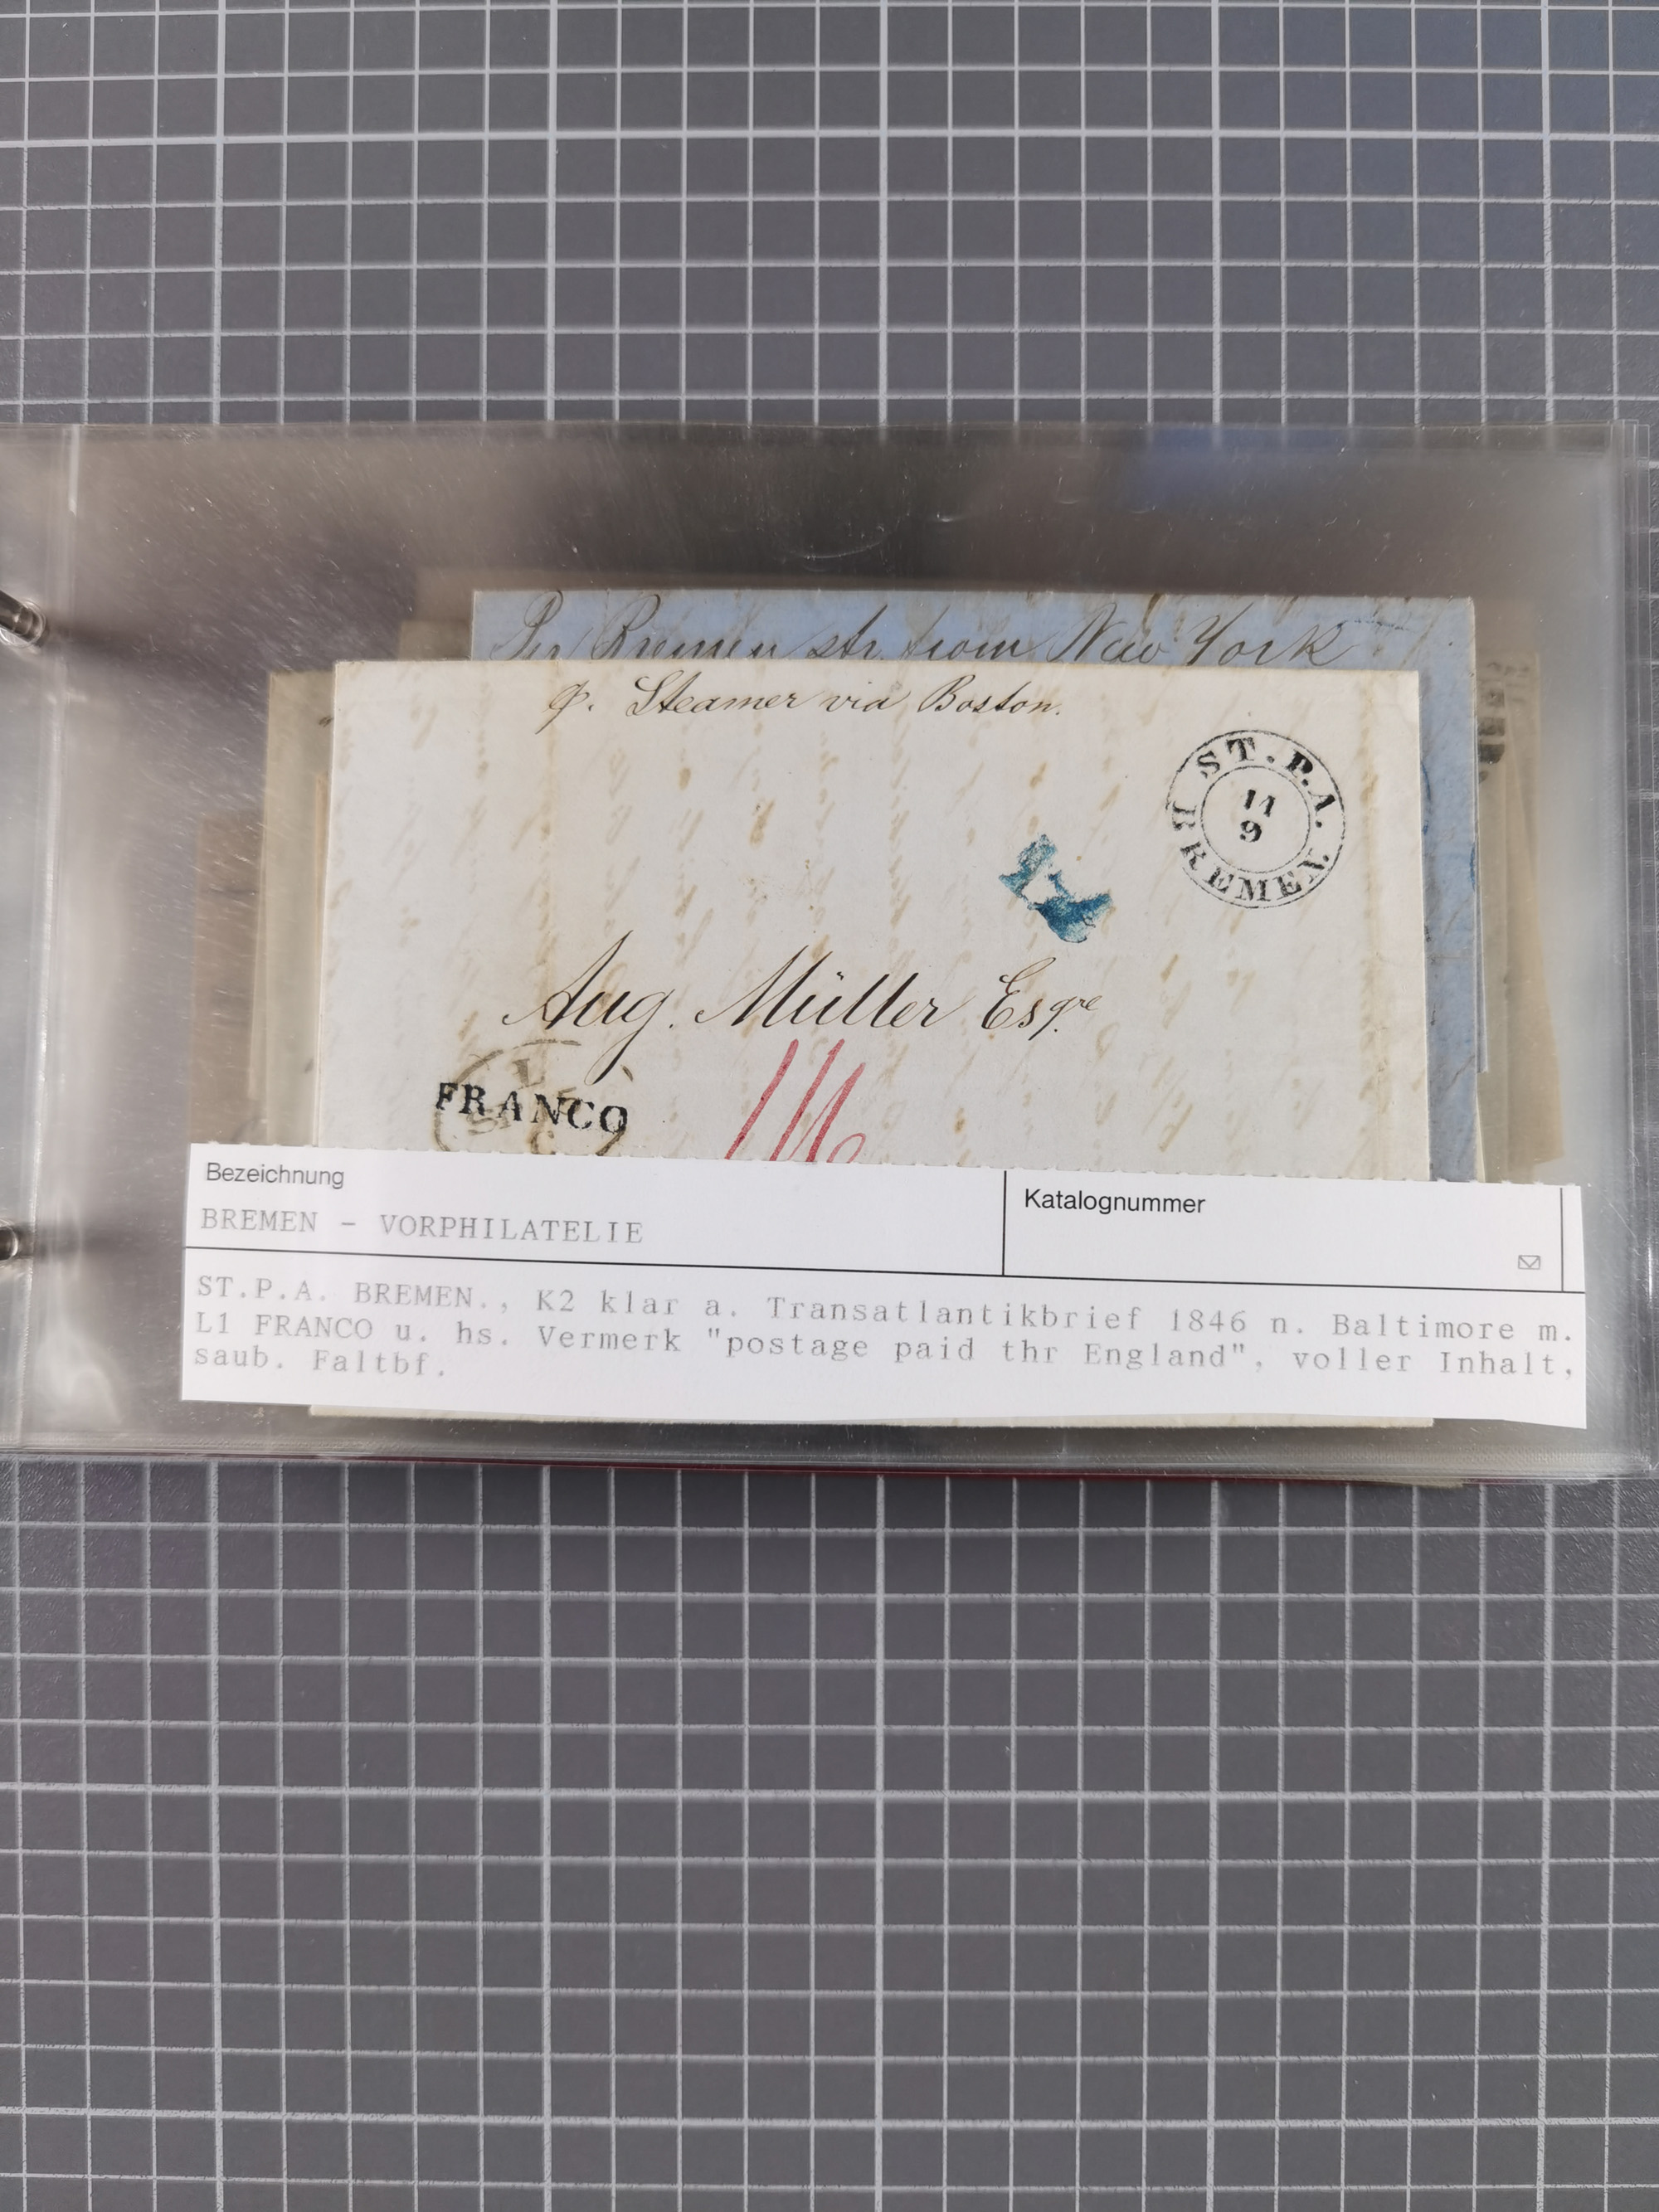 Per Bremen str. from New York
p. Steamer via Boston.
ST.P.A.
11
9
BREMEN.
Aug. Müller Esqre
FRANCO
Bezeichnung
BREMEN - VORPHILATELIE
Katalognummer
ST.P.A. BREMEN., K2 klar a. Transatlantikbrief 1846 n. Baltimore m.
L1 FRANCO u. hs. Vermerk "postage paid thr England", voller Inhalt,
saub. Faltbf.